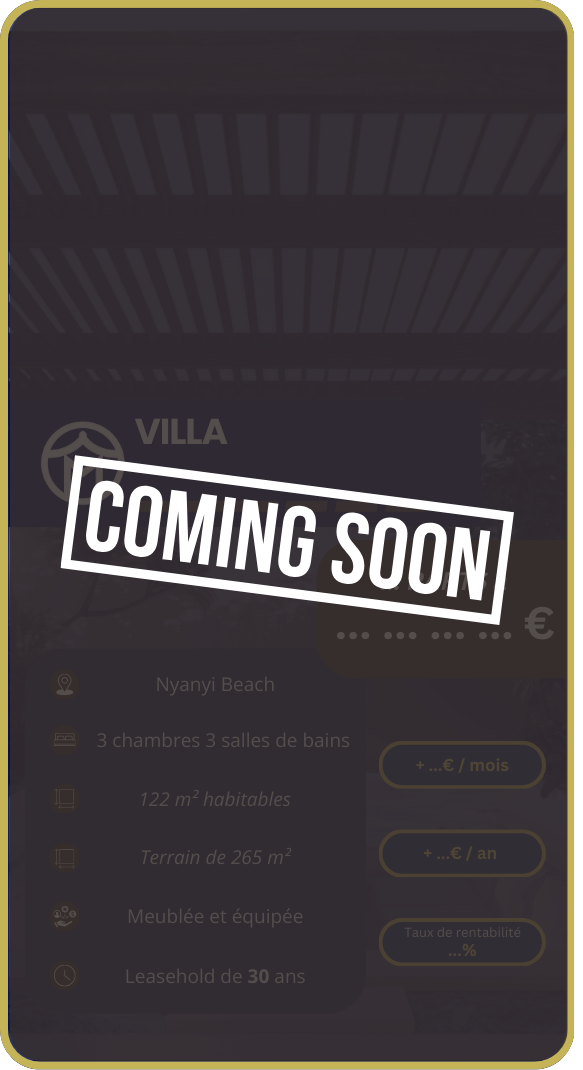 VILLA
COMING SOON
... ... ... ... €
Nyanyi Beach
3 chambres 3 salles de bains
+ ...€ / mois
122 m² habitables
+ ...€ / an
Terrain de 265 m²
Meublée et équipée
Taux de rentabilité
...%
Leasehold de 30 ans